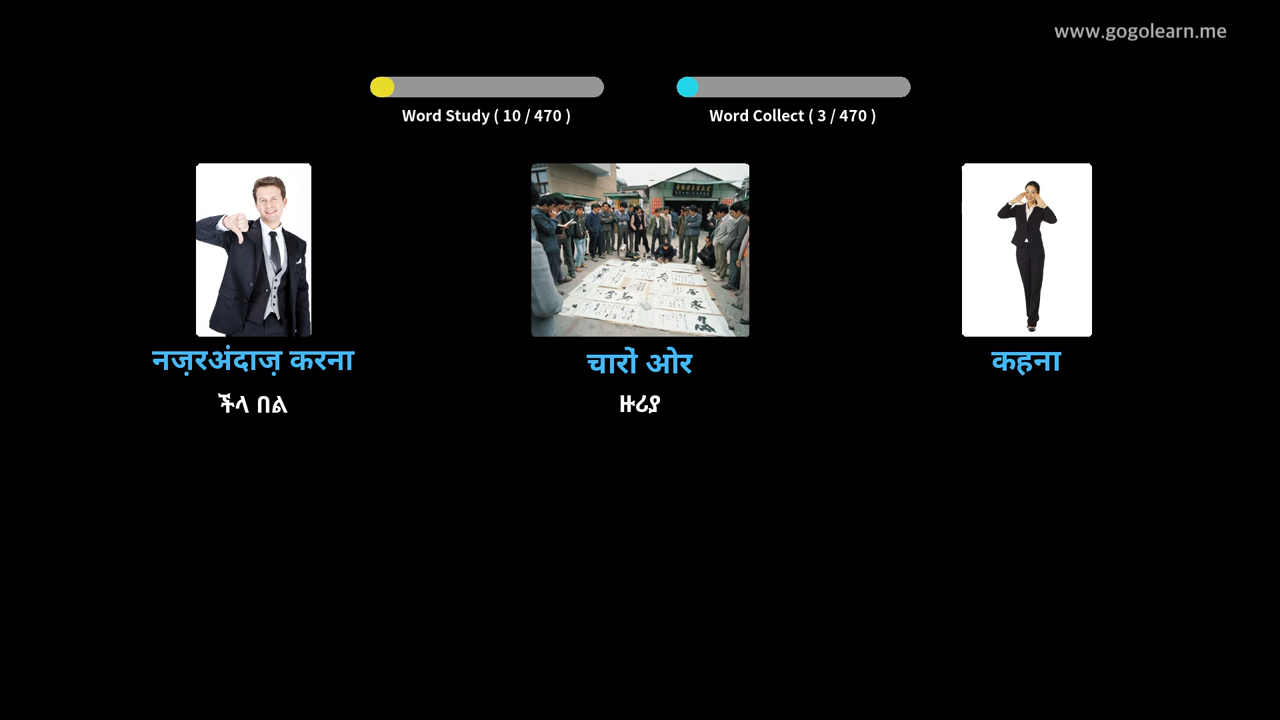 www.gogolearn.me
Word Study ( 10 / 470 )
Word Collect ( 3 / 470 )
नज़रअंदाज़ करना
चारों ओर
कहना
ችላ በል
ዙሪያ